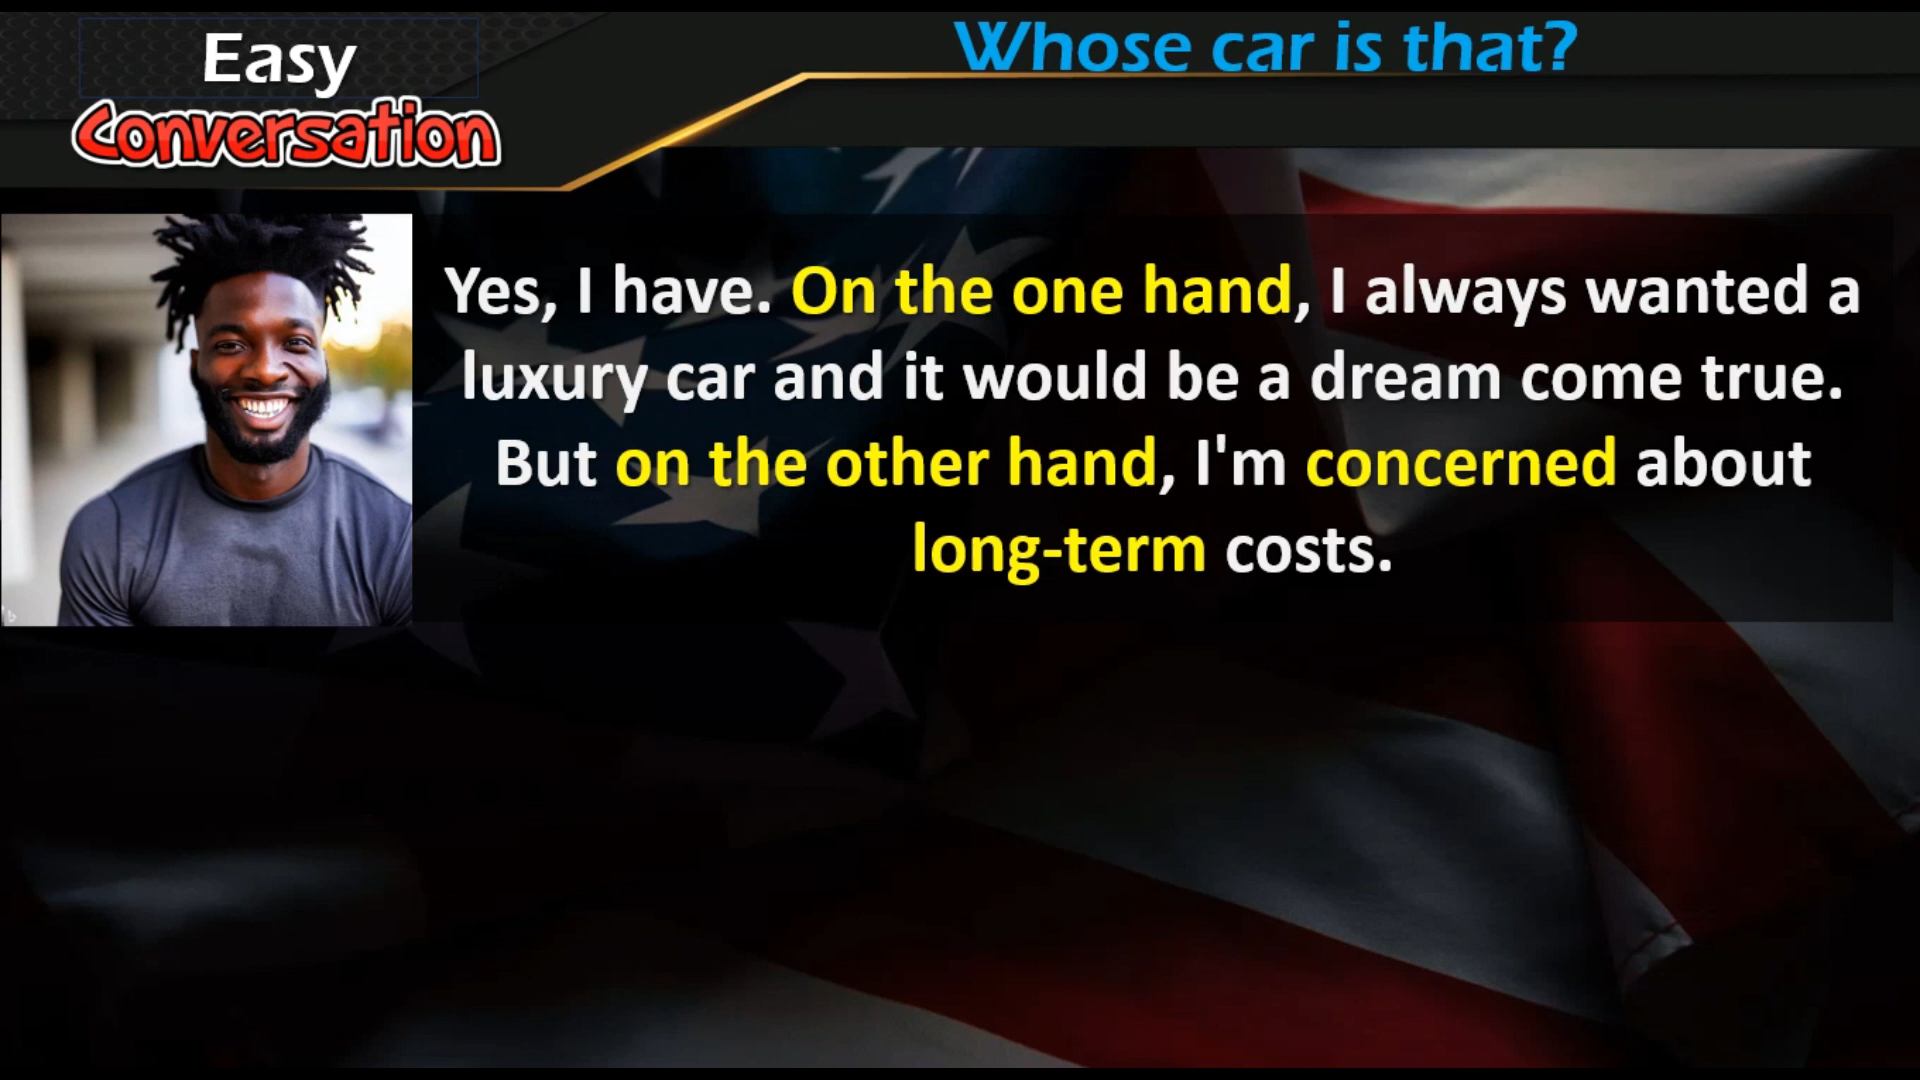 Easy
Conversation
Whose car is that?
Yes, I have. On the one hand, I always wanted a
luxury car and it would be a dream come true.
But on the other hand, I'm concerned about
long-term costs.